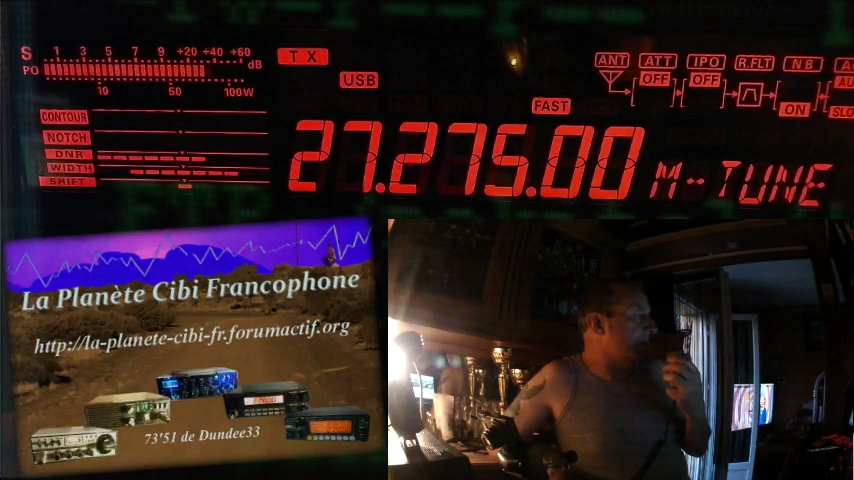 S 1 3 5 7 9 +20 +40 +60 dB
PO 10 50 100W
TX
USB
FAST
ANT ATT IPO R.FLT NB
OFF OFF
ON
CONTOUR
NOTCH
DNR
WIDTH
SHIFT
27.275.00 M--TUNE
La Planète Cibi Francophone
http://la-planete-cibi-fr.forumactif.org
73'51 de Dundee33